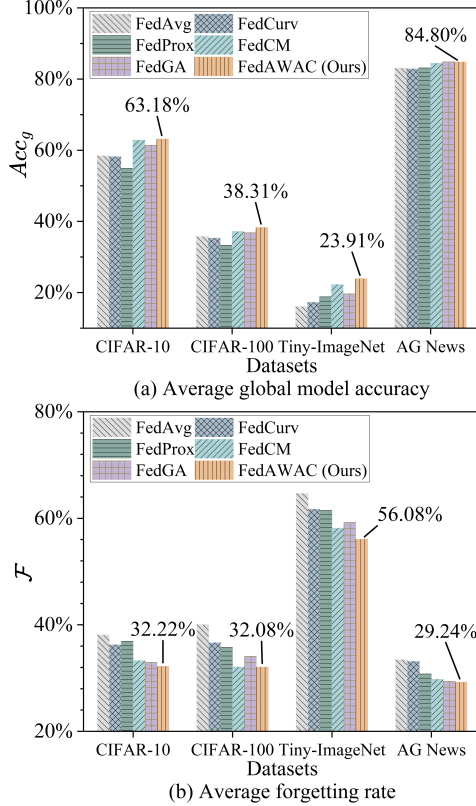 100%
80%
60%
40%
20%
Acc_g
FedAvg FedCurv
FedProx FedCM
FedGA FedAWAC (Ours)
63.18%
38.31%
23.91%
84.80%
CIFAR-10 CIFAR-100 Tiny-ImageNet AG News
Datasets
(a) Average global model accuracy
80%
60%
40%
20%
ℱ
FedAvg FedCurv
FedProx FedCM
FedGA FedAWAC (Ours)
32.22%
32.08%
56.08%
29.24%
CIFAR-10 CIFAR-100 Tiny-ImageNet AG News
Datasets
(b) Average forgetting rate